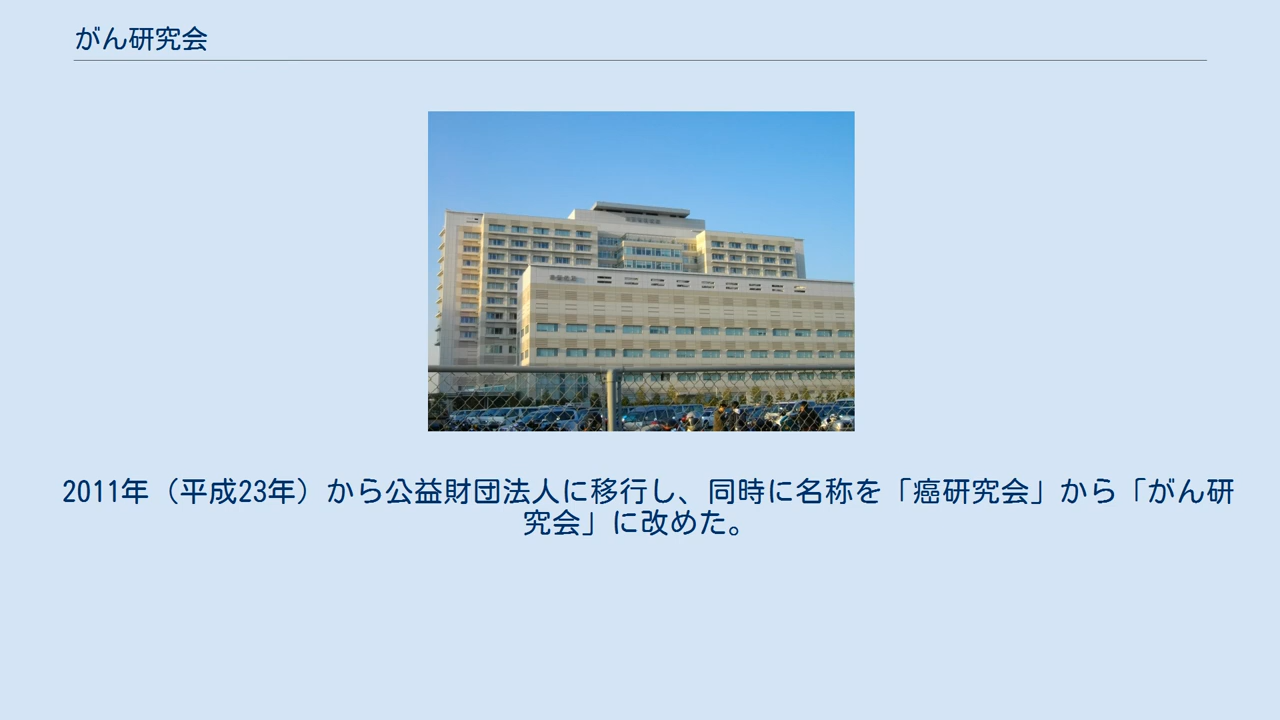 がん研究会
2011年（平成23年）から公益財団法人に移行し、同時に名称を「癌研究会」から「がん研
究会」に改めた。